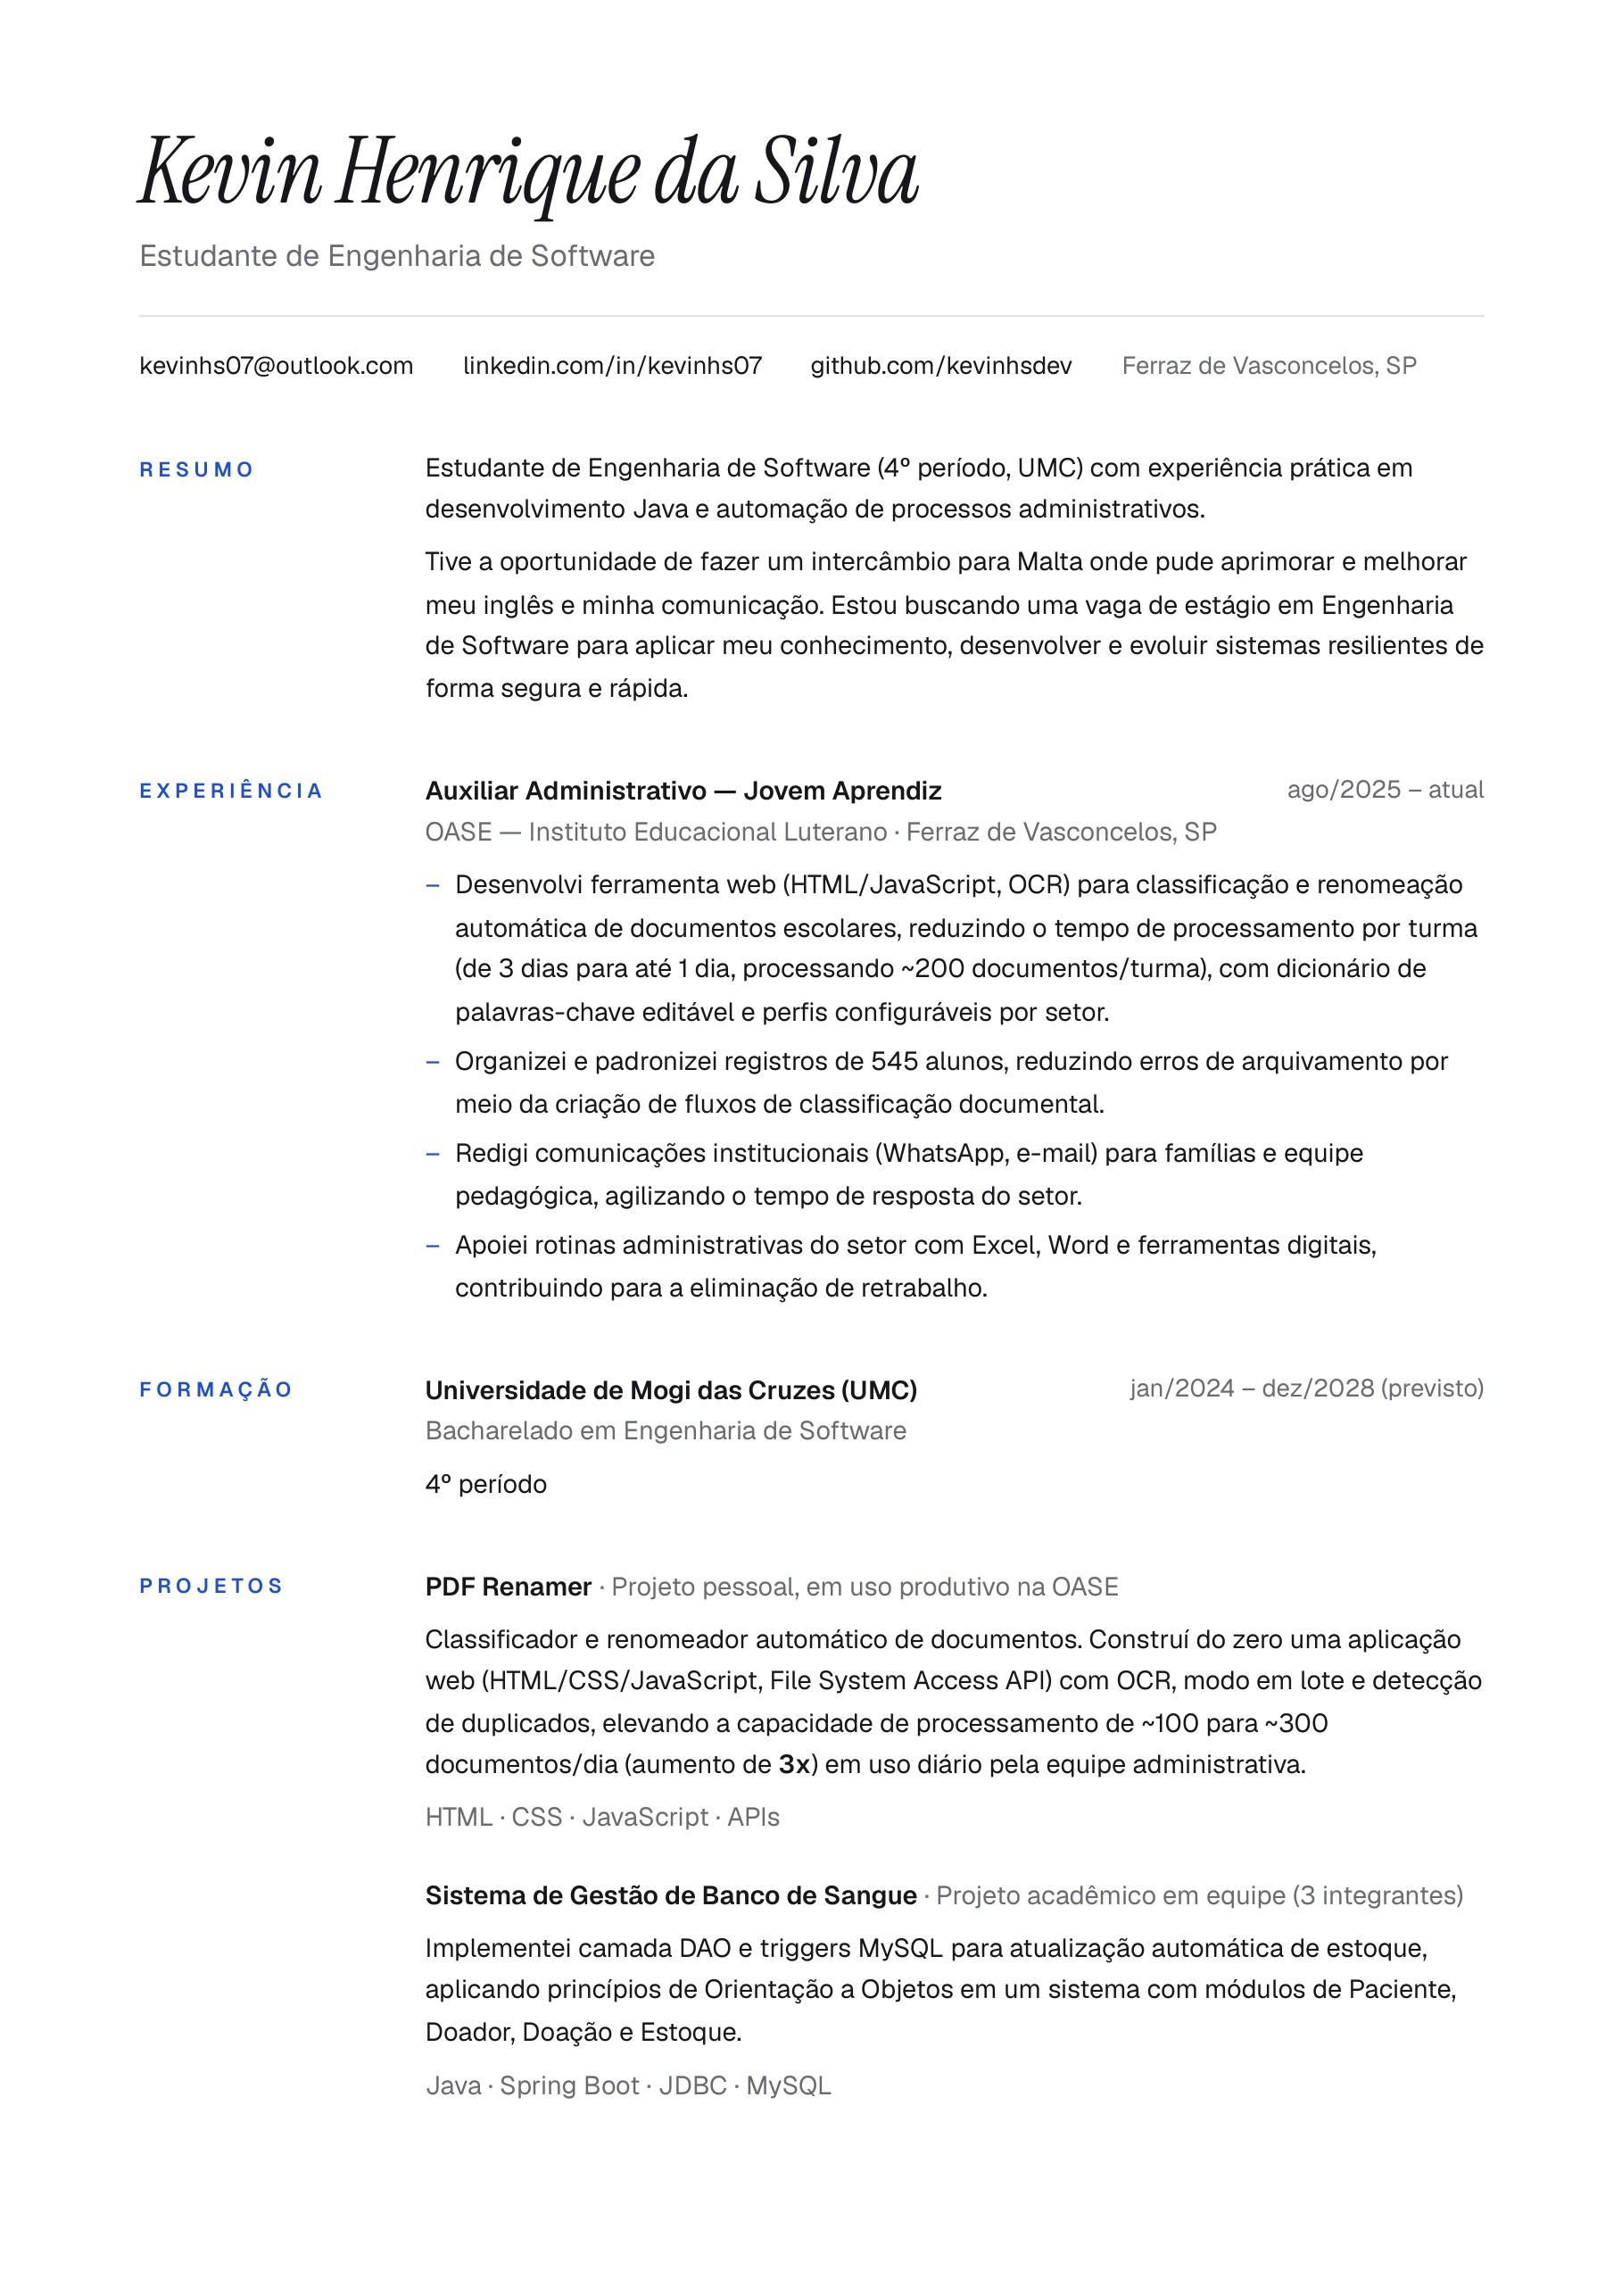 Kevin Henrique da Silva
Estudante de Engenharia de Software
kevinhs07@outlook.com linkedin.com/in/kevinhs07 github.com/kevinhsdev Ferraz de Vasconcelos, SP
RESUMO
Estudante de Engenharia de Software (4º período, UMC) com experiência prática em
desenvolvimento Java e automação de processos administrativos.
Tive a oportunidade de fazer um intercâmbio para Malta onde pude aprimorar e melhorar
meu inglês e minha comunicação. Estou buscando uma vaga de estágio em Engenharia
de Software para aplicar meu conhecimento, desenvolver e evoluir sistemas resilientes de
forma segura e rápida.
EXPERIÊNCIA
Auxiliar Administrativo — Jovem Aprendiz ago/2025 – atual
OASE — Instituto Educacional Luterano · Ferraz de Vasconcelos, SP
– Desenvolvi ferramenta web (HTML/JavaScript, OCR) para classificação e renomeação
automática de documentos escolares, reduzindo o tempo de processamento por turma
(de 3 dias para até 1 dia, processando ~200 documentos/turma), com dicionário de
palavras-chave editável e perfis configuráveis por setor.
– Organizei e padronizei registros de 545 alunos, reduzindo erros de arquivamento por
meio da criação de fluxos de classificação documental.
– Redigi comunicações institucionais (WhatsApp, e-mail) para famílias e equipe
pedagógica, agilizando o tempo de resposta do setor.
– Apoiei rotinas administrativas do setor com Excel, Word e ferramentas digitais,
contribuindo para a eliminação de retrabalho.
FORMAÇÃO
Universidade de Mogi das Cruzes (UMC) jan/2024 – dez/2028 (previsto)
Bacharelado em Engenharia de Software
4º período
PROJETOS
PDF Renamer · Projeto pessoal, em uso produtivo na OASE
Classificador e renomeador automático de documentos. Construí do zero uma aplicação
web (HTML/CSS/JavaScript, File System Access API) com OCR, modo em lote e detecção
de duplicados, elevando a capacidade de processamento de ~100 para ~300
documentos/dia (aumento de 3x) em uso diário pela equipe administrativa.
HTML · CSS · JavaScript · APIs
Sistema de Gestão de Banco de Sangue · Projeto acadêmico em equipe (3 integrantes)
Implementei camada DAO e triggers MySQL para atualização automática de estoque,
aplicando princípios de Orientação a Objetos em um sistema com módulos de Paciente,
Doador, Doação e Estoque.
Java · Spring Boot · JDBC · MySQL